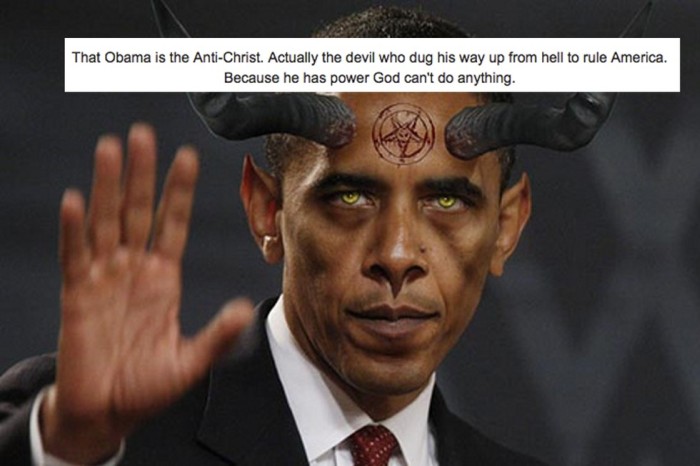 That Obama is the Anti-Christ. Actually the devil who dug his way up from hell to rule America.
Because he has power God can't do anything.